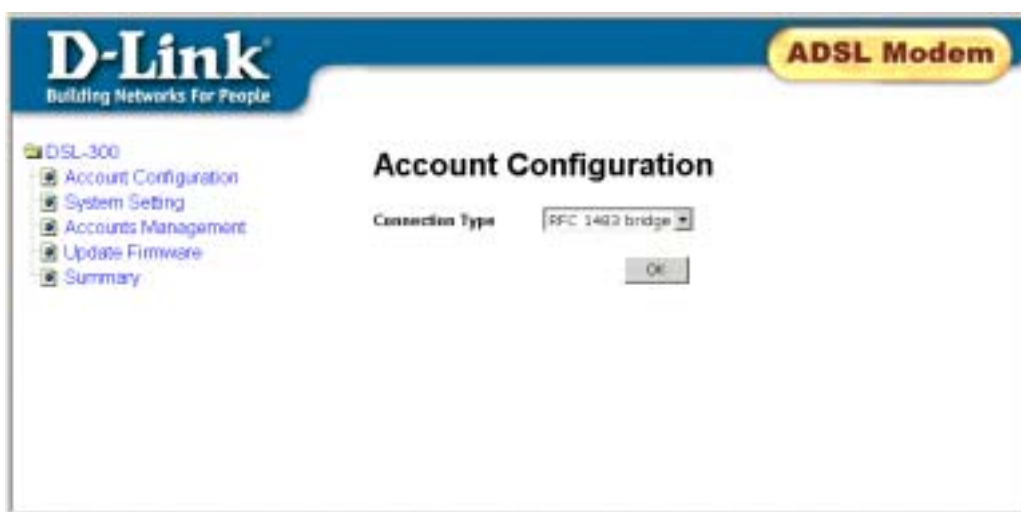 D-Link
Building Networks For People
ADSL Modem
DSL-300
Account Configuration
System Setting
Accounts Management
Update Firmware
Summary
Account Configuration
Connection Type
RFC 1483 bridge
OK